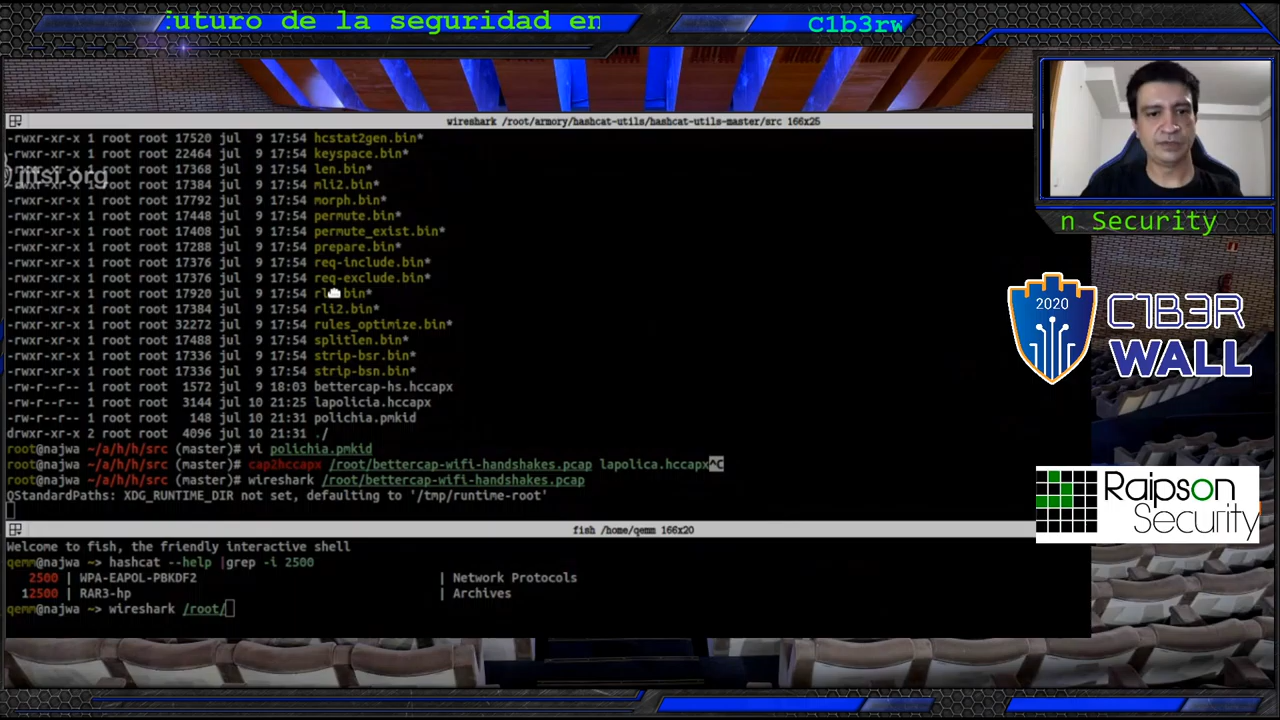 futuro de la seguridad en
C1b3rw
wireshark /root/armory/hashcat-utils/hashcat-utils-master/src 166x25
-rwxr-xr-x 1 root root 17520 jul  9 17:54 hcstat2gen.bin*
-rwxr-xr-x 1 root root 22464 jul  9 17:54 keyspace.bin*
-rwxr-xr-x 1 root root 17368 jul  9 17:54 len.bin*
jitsi.org
-rwxr-xr-x 1 root root 17384 jul  9 17:54 mli2.bin*
-rwxr-xr-x 1 root root 17792 jul  9 17:54 morph.bin*
-rwxr-xr-x 1 root root 17448 jul  9 17:54 permute.bin*
-rwxr-xr-x 1 root root 17408 jul  9 17:54 permute_exist.bin*
-rwxr-xr-x 1 root root 17288 jul  9 17:54 prepare.bin*
-rwxr-xr-x 1 root root 17376 jul  9 17:54 req-include.bin*
-rwxr-xr-x 1 root root 17376 jul  9 17:54 req-exclude.bin*
-rwxr-xr-x 1 root root 17920 jul  9 17:54 rli.bin*
-rwxr-xr-x 1 root root 17384 jul  9 17:54 rli2.bin*
-rwxr-xr-x 1 root root 32272 jul  9 17:54 rules_optimize.bin*
-rwxr-xr-x 1 root root 17488 jul  9 17:54 splitlen.bin*
-rwxr-xr-x 1 root root 17336 jul  9 17:54 strip-bsr.bin*
-rwxr-xr-x 1 root root 17336 jul  9 17:54 strip-bsn.bin*
-rw-r--r-- 1 root root  1572 jul  9 18:03 bettercap-hs.hccapx
-rw-r--r-- 1 root root  3144 jul 10 21:25 lapolicia.hccapx
-rw-r--r-- 1 root root   148 jul 10 21:31 polichia.pmkid
drwxr-xr-x 2 root root  4096 jul 10 21:31 ./
root@najwa ~/a/h/h/src (master)# vi polichia.pmkid
root@najwa ~/a/h/h/src (master)# cap2hccapx /root/bettercap-wifi-handshakes.pcap lapolica.hccapx^C
root@najwa ~/a/h/h/src (master)# wireshark /root/bettercap-wifi-handshakes.pcap
QStandardPaths: XDG_RUNTIME_DIR not set, defaulting to '/tmp/runtime-root'
fish /home/qemm 166x20
Welcome to fish, the friendly interactive shell
qemm@najwa ~> hashcat --help |grep -i 2500
2500 | WPA-EAPOL-PBKDF2 | Network Protocols
12500 | RAR3-hp | Archives
qemm@najwa ~> wireshark /root/
n Security
2020
C1B3R
WALL
Raipson
Security